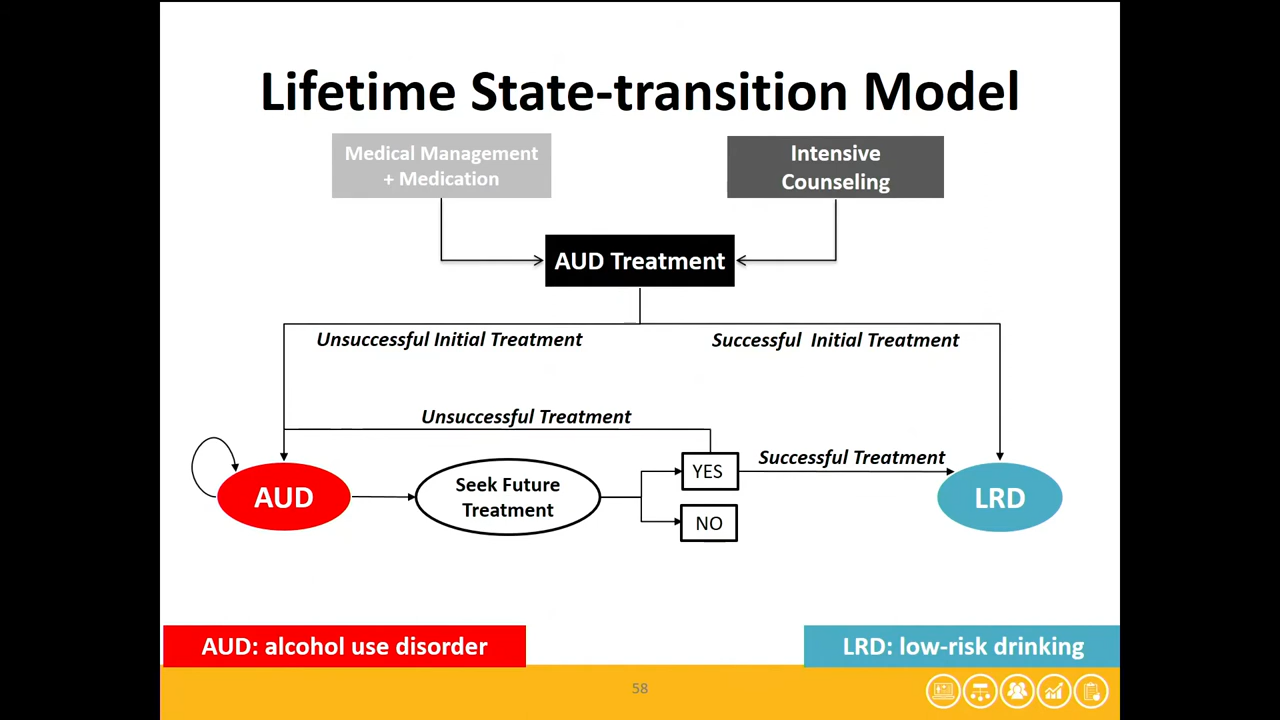 Lifetime State-transition Model
Medical Management
+ Medication
Intensive
Counseling
AUD Treatment
Unsuccessful Initial Treatment
Successful Initial Treatment
Unsuccessful Treatment
Successful Treatment
AUD
Seek Future
Treatment
YES
NO
LRD
AUD: alcohol use disorder
LRD: low-risk drinking
58